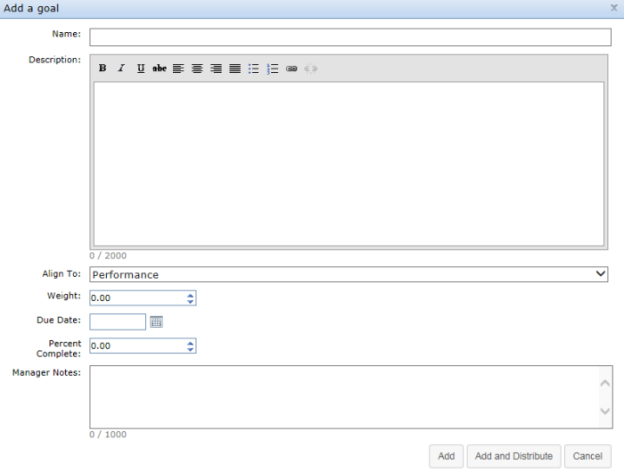 Add a goal x
Name:
Description:
B I U abc
0 / 2000
Align To: Performance
Weight: 0.00
Due Date:
Percent
Complete: 0.00
Manager Notes:
0 / 1000
Add Add and Distribute Cancel